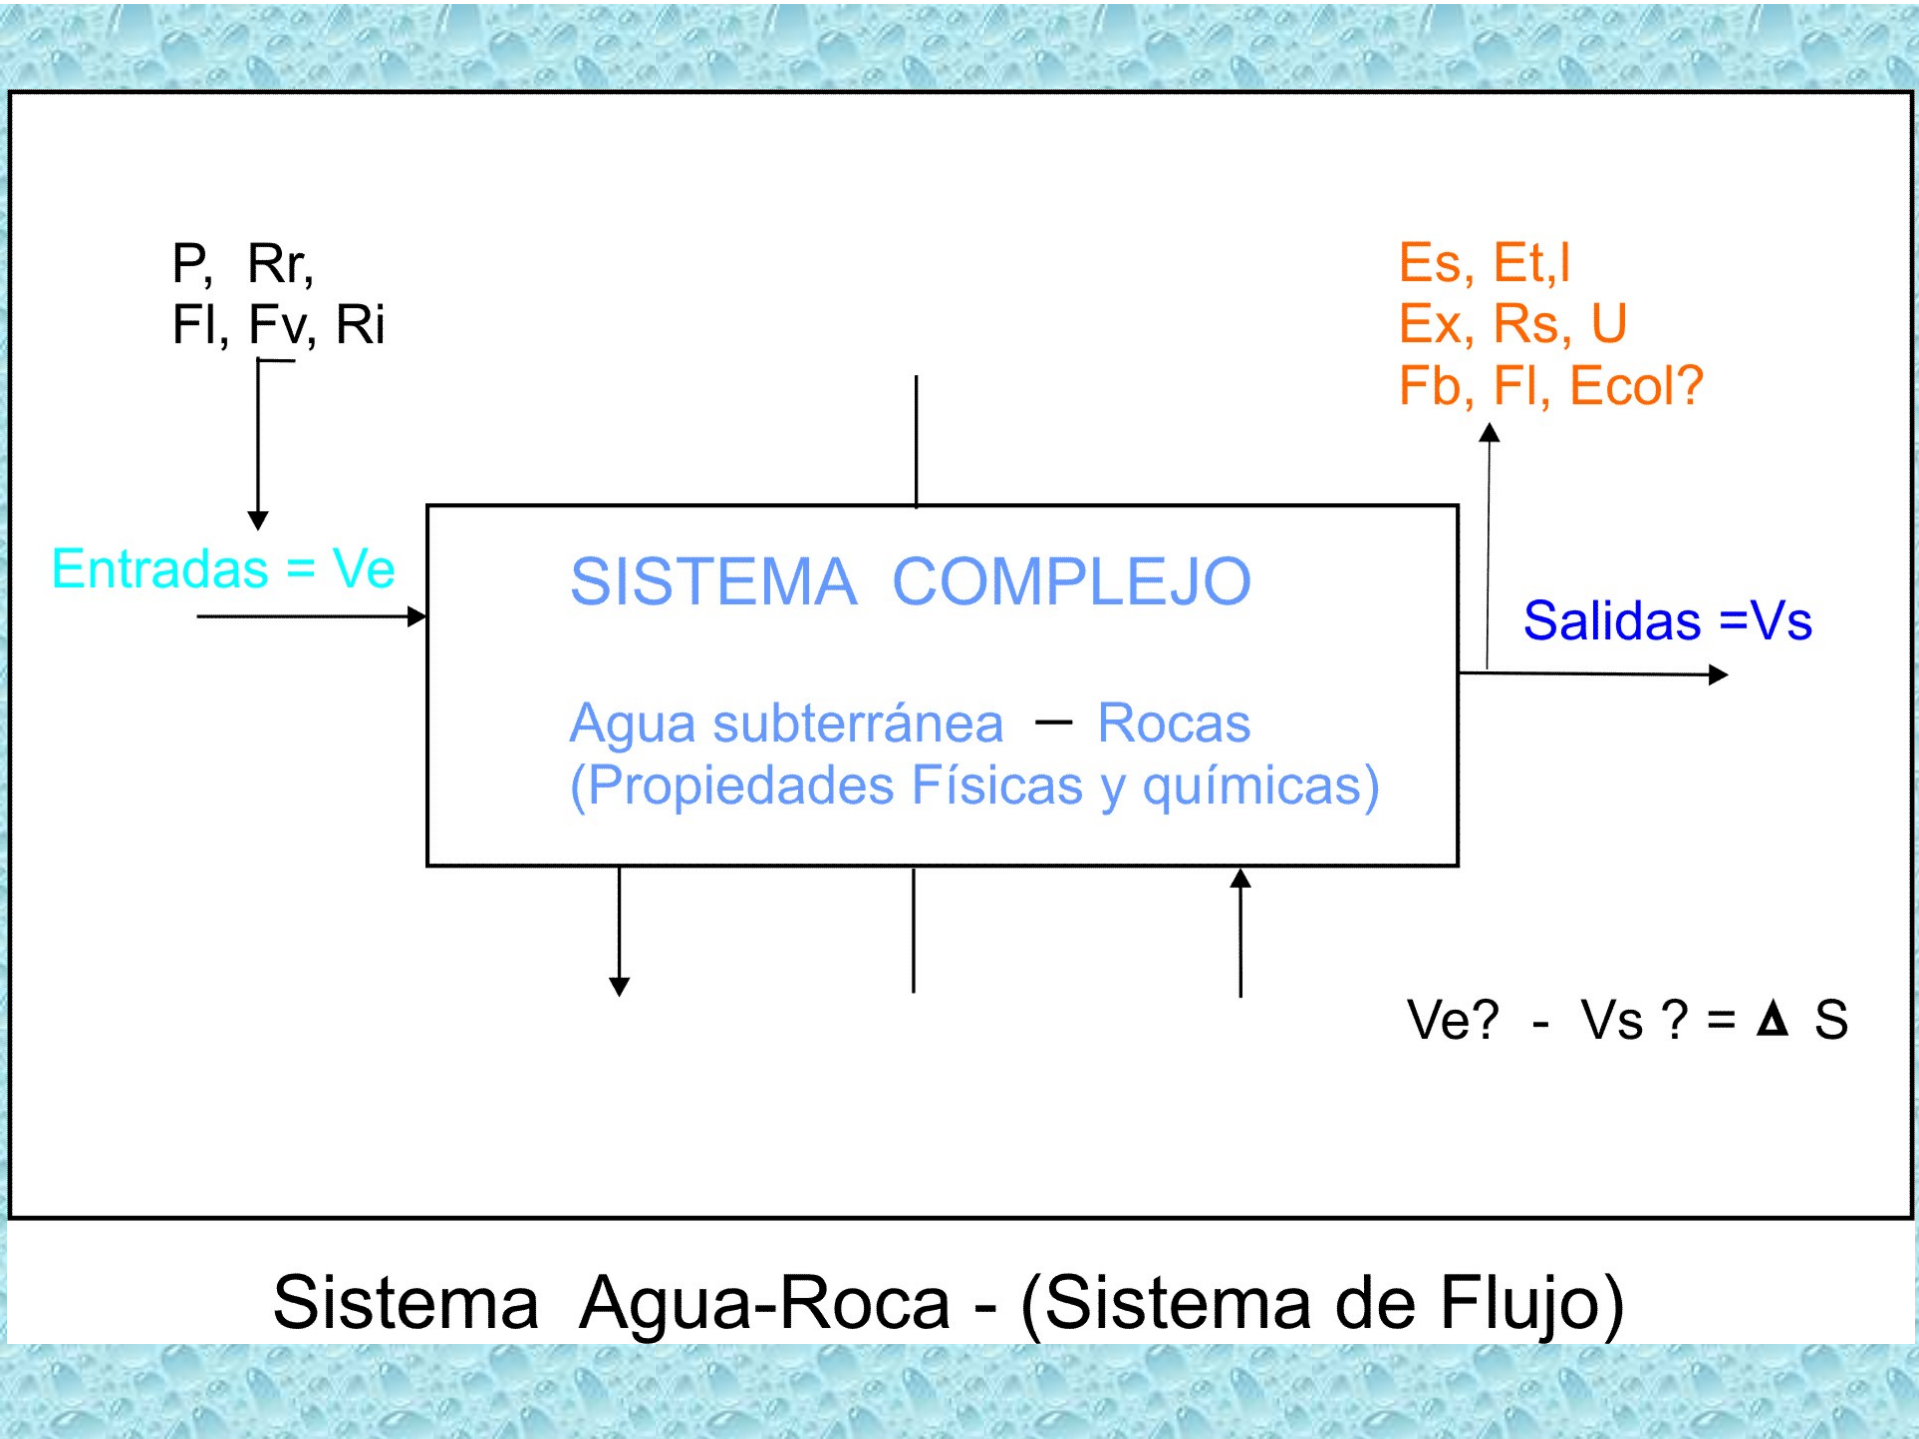 P, Rr,
Fl, Fv, Ri
Es, Et,I
Ex, Rs, U
Fb, Fl, Ecol?
Entradas = Ve
SISTEMA COMPLEJO
Salidas =Vs
Agua subterránea – Rocas
(Propiedades Físicas y químicas)
Ve? - Vs ? = Δ S
Sistema Agua-Roca - (Sistema de Flujo)